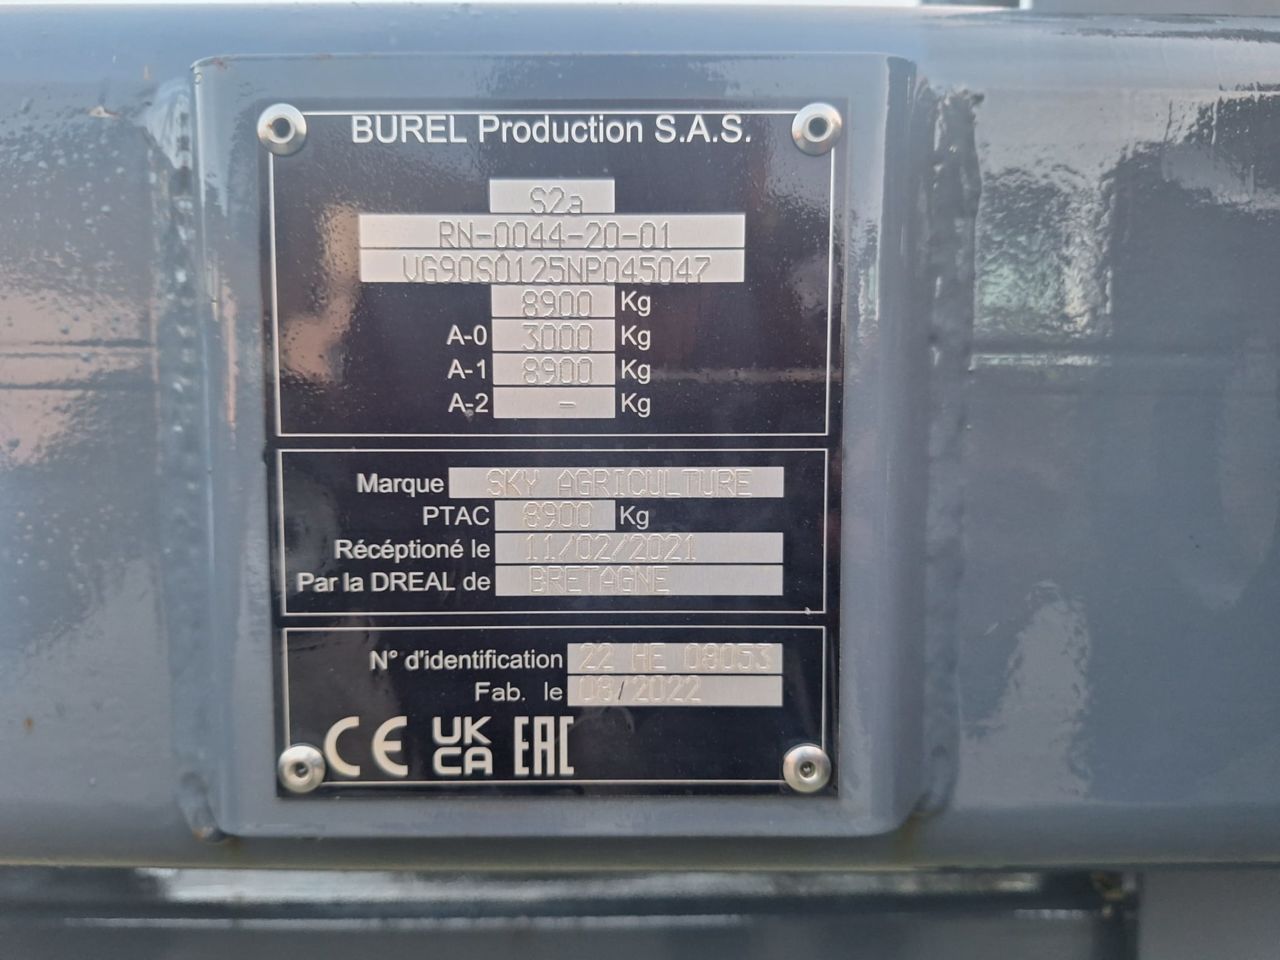 BUREL Production S.A.S.
S2a
RN-0044-20-01
VG90S0125NP045047
8900 Kg
A-0 3000 Kg
A-1 8900 Kg
A-2 - Kg
Marque SKY AGRICULTURE
PTAC 8900 Kg
Récéptioné le 11/02/2021
Par la DREAL de BRETAGNE
N° d'identification 22 HE 08053
Fab. le 03/2022
CE UK CA EAC